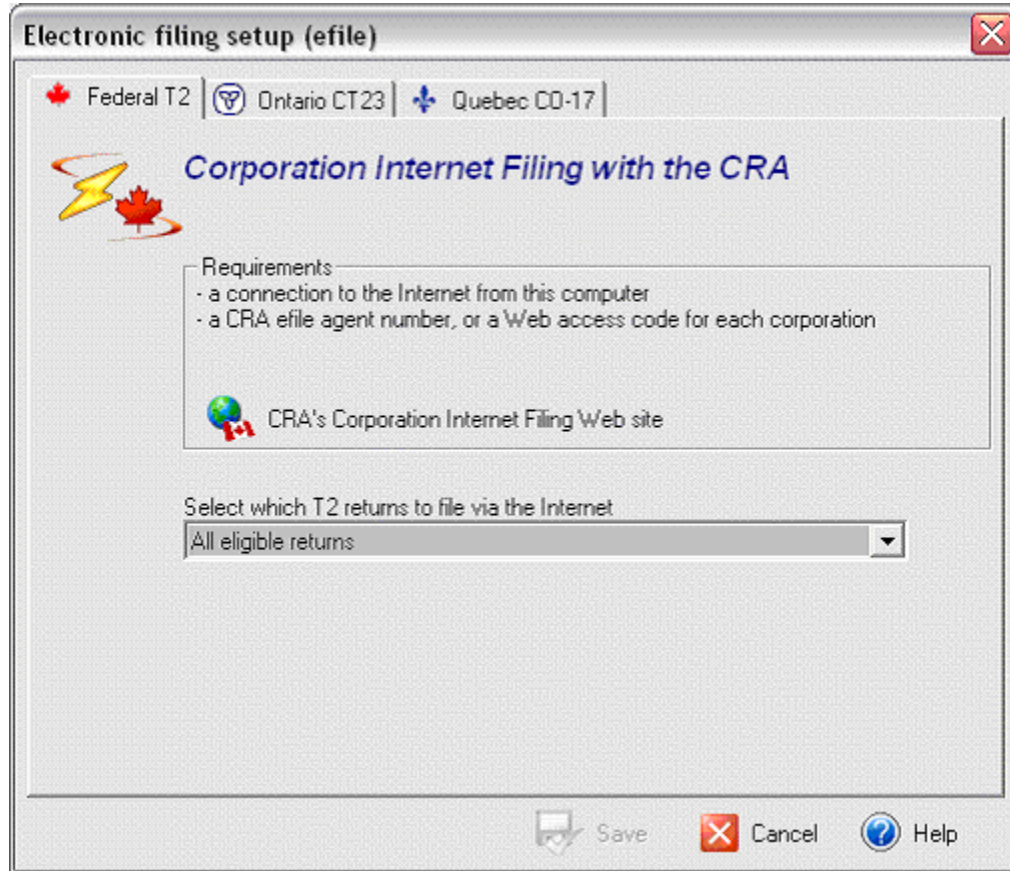 Electronic filing setup (efile)
Federal T2
Ontario CT23
Quebec CO-17
Corporation Internet Filing with the CRA
Requirements
- a connection to the Internet from this computer
- a CRA efile agent number, or a Web access code for each corporation
CRA's Corporation Internet Filing Web site
Select which T2 returns to file via the Internet
All eligible returns
Save
Cancel
Help